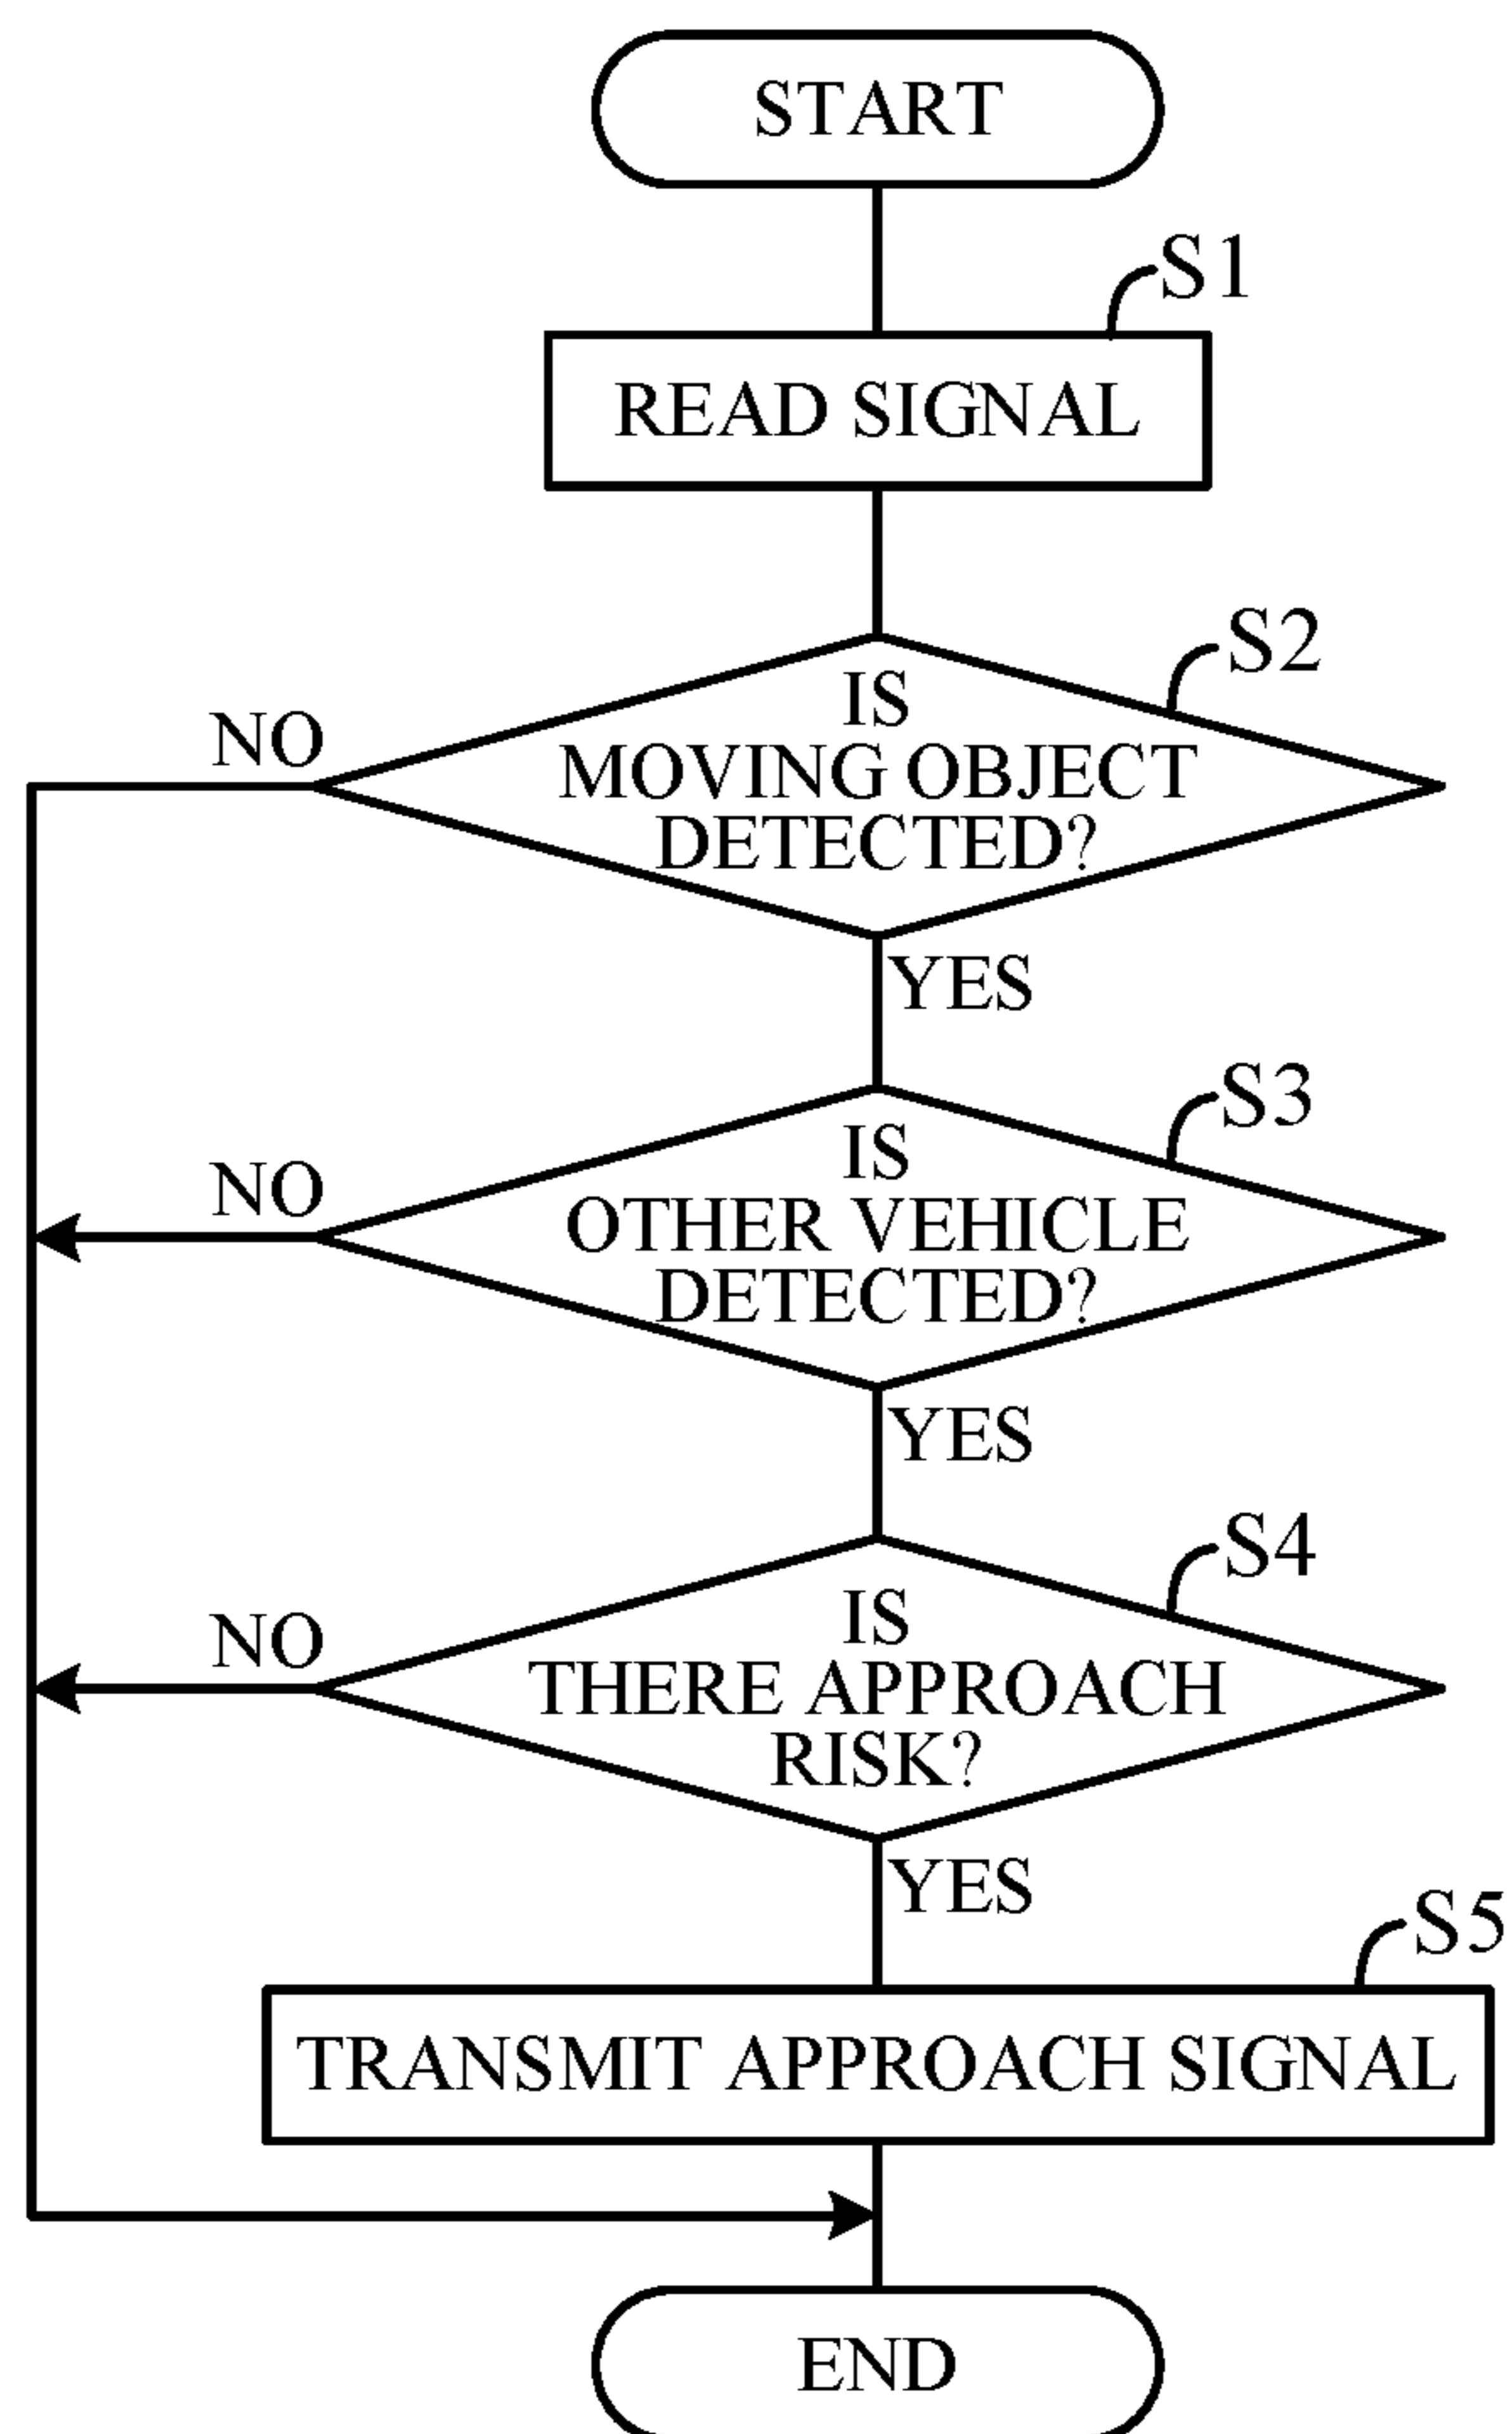 START
S1
READ SIGNAL
S2
IS
NO
MOVING OBJECT
DETECTED?
YES
S3
IS
NO
OTHER VEHICLE
DETECTED?
YES
S4
IS
NO
THERE APPROACH
RISK?
YES
S5
TRANSMIT APPROACH SIGNAL
END